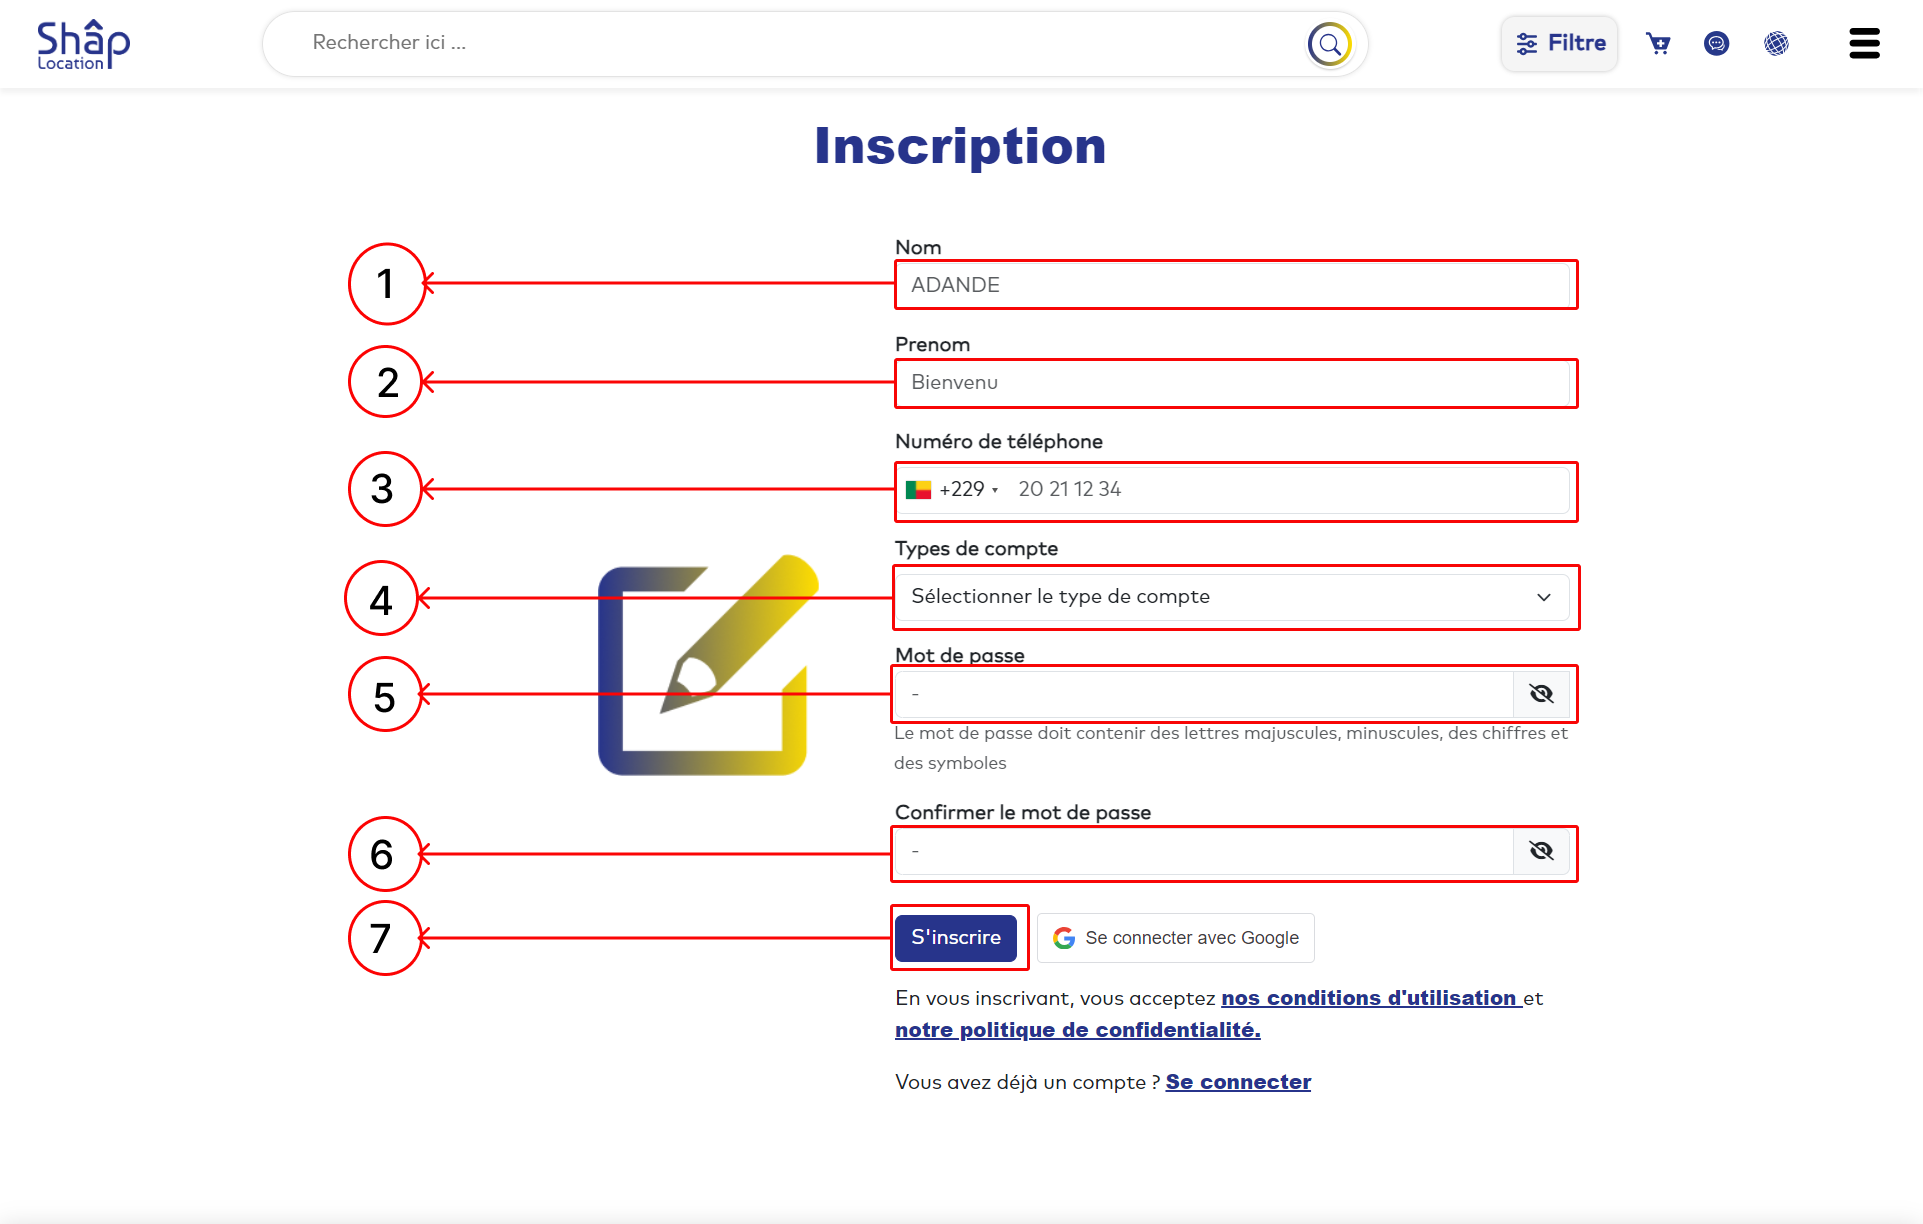 Shâp
Location
Rechercher ici ...
Filtre
Inscription
Nom
1
ADANDE
Prenom
2
Bienvenu
Numéro de téléphone
3
+229 20 21 12 34
Types de compte
4
Sélectionner le type de compte
Mot de passe
5
-
Le mot de passe doit contenir des lettres majuscules, minuscules, des chiffres et
des symboles
Confirmer le mot de passe
6
-
7
S'inscrire
Se connecter avec Google
En vous inscrivant, vous acceptez nos conditions d'utilisation et
notre politique de confidentialité.
Vous avez déjà un compte ? Se connecter